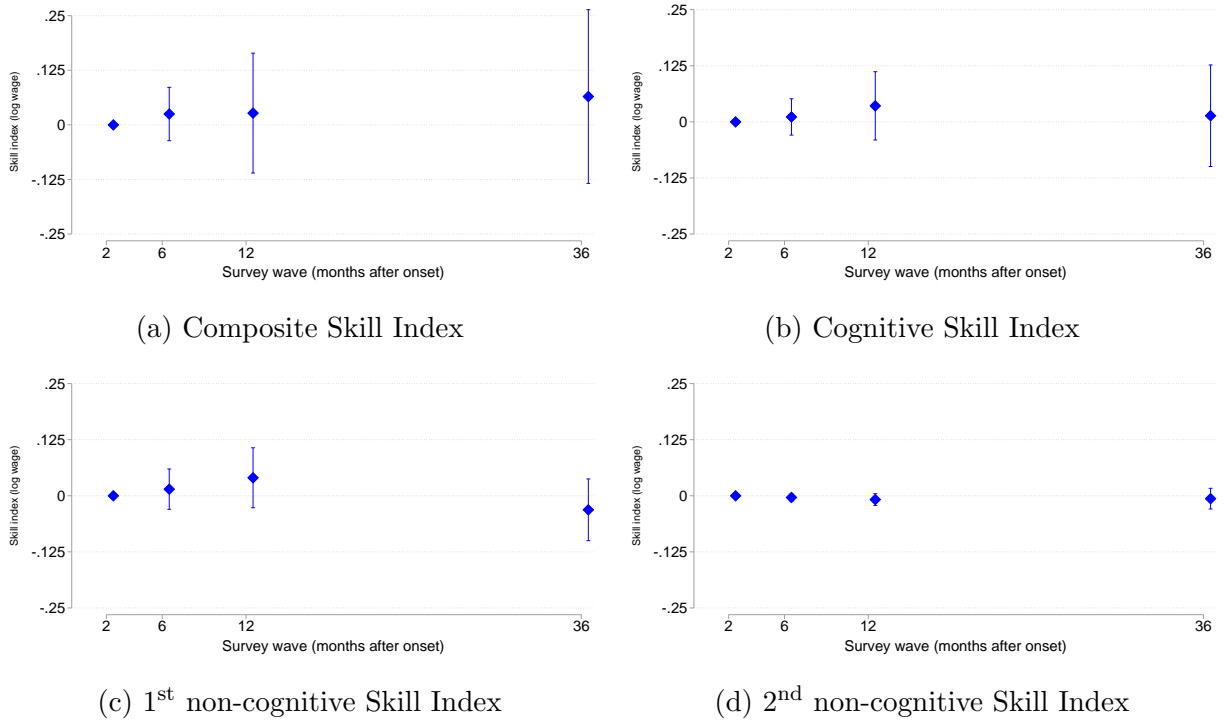 .25
.125
0
-.125
-.25
Skill index (log wage)
2 6 12 36
Survey wave (months after onset)
(a) Composite Skill Index
.25
.125
0
-.125
-.25
Skill index (log wage)
2 6 12 36
Survey wave (months after onset)
(b) Cognitive Skill Index
.25
.125
0
-.125
-.25
Skill index (log wage)
2 6 12 36
Survey wave (months after onset)
(c) 1st non-cognitive Skill Index
.25
.125
0
-.125
-.25
Skill index (log wage)
2 6 12 36
Survey wave (months after onset)
(d) 2nd non-cognitive Skill Index